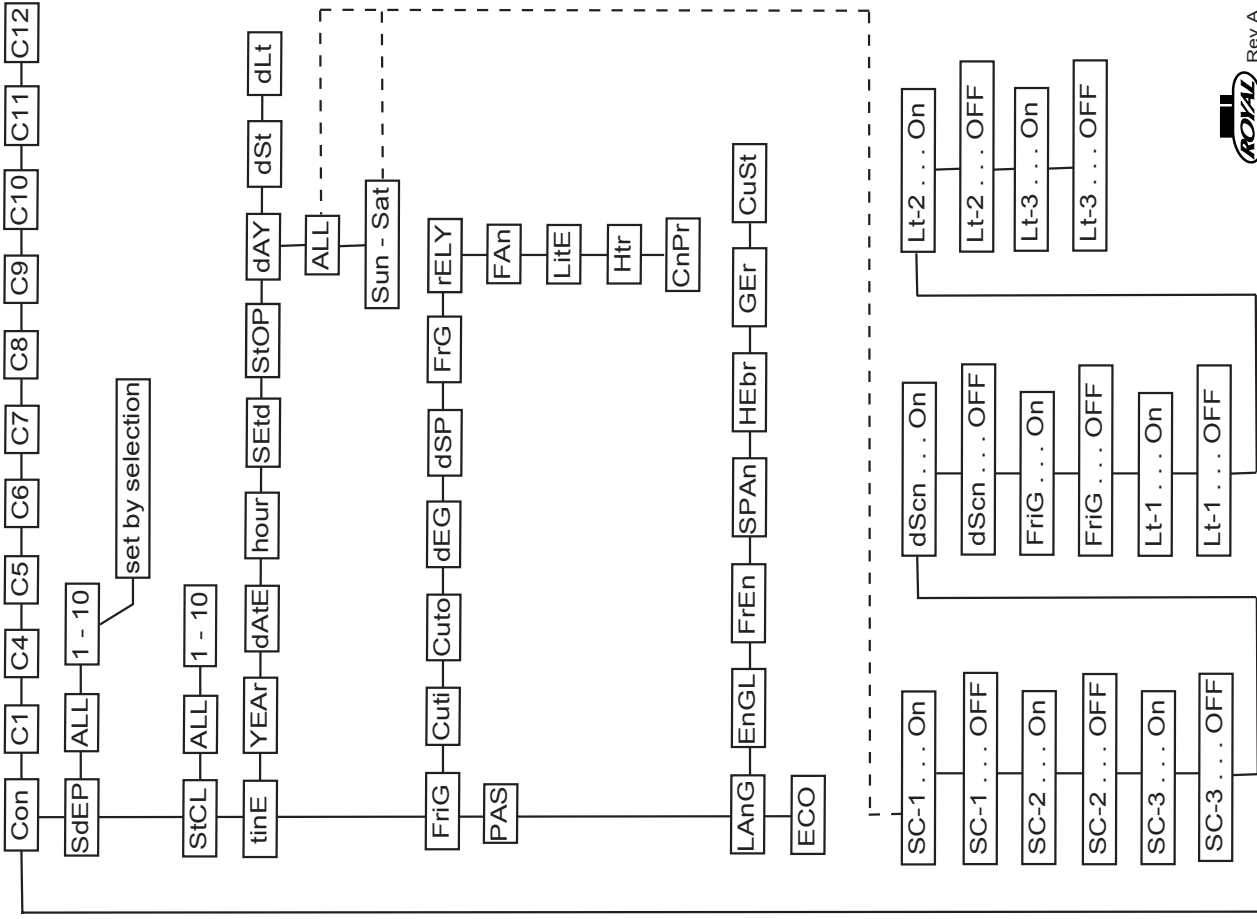 Con C1 C4 C5 C6 C7 C8 C9 C10 C11 C12
SdEP ALL 1 - 10
set by selection
StCL ALL 1 - 10
tinE YEAr dAtE hour SEtd StOP dAY dSt dLt
ALL
Sun - Sat
FriG Cuti Cuto dEG dSP FrG rELY
PAS
FAn
LitE
Htr
CnPr
LAnG EnGL FrEn SPAn HEbr GEr CuSt
ECO
SC-1 . . . On
SC-1 . . . OFF
SC-2 . . . On
SC-2 . . . OFF
SC-3 . . . On
SC-3 . . . OFF
dScn . . . On
dScn . . . OFF
FriG . . . On
FriG . . . OFF
Lt-1 . . . On
Lt-1 . . . OFF
Lt-2 . . . On
Lt-2 . . . OFF
Lt-3 . . . On
Lt-3 . . . OFF
ROYAL
Rev A